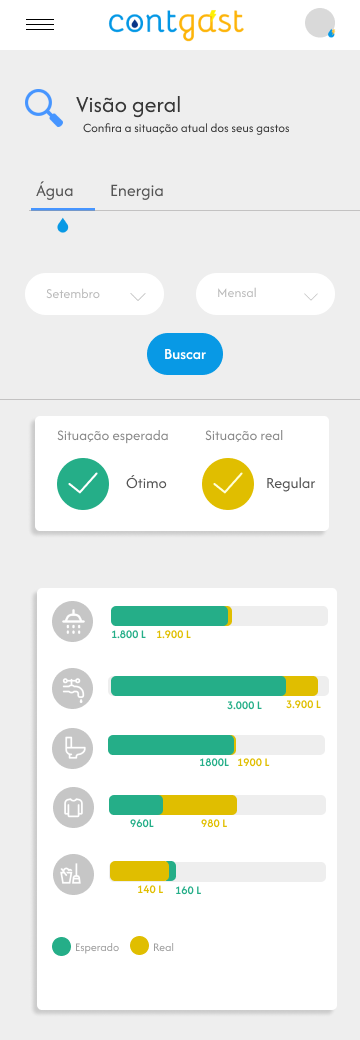 contgast
Visão geral
Confira a situação atual dos seus gastos
Água Energia
Setembro Mensal
Buscar
Situação esperada Situação real
Ótimo Regular
1.800 L 1.900 L
3.000 L 3.900 L
1800L 1900 L
960L 980 L
140 L 160 L
Esperado Real